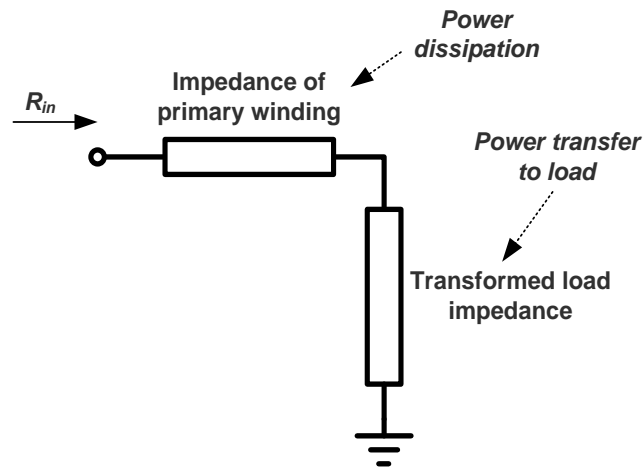 Power
dissipation
Impedance of
primary winding
R_in
Power transfer
to load
Transformed load
impedance